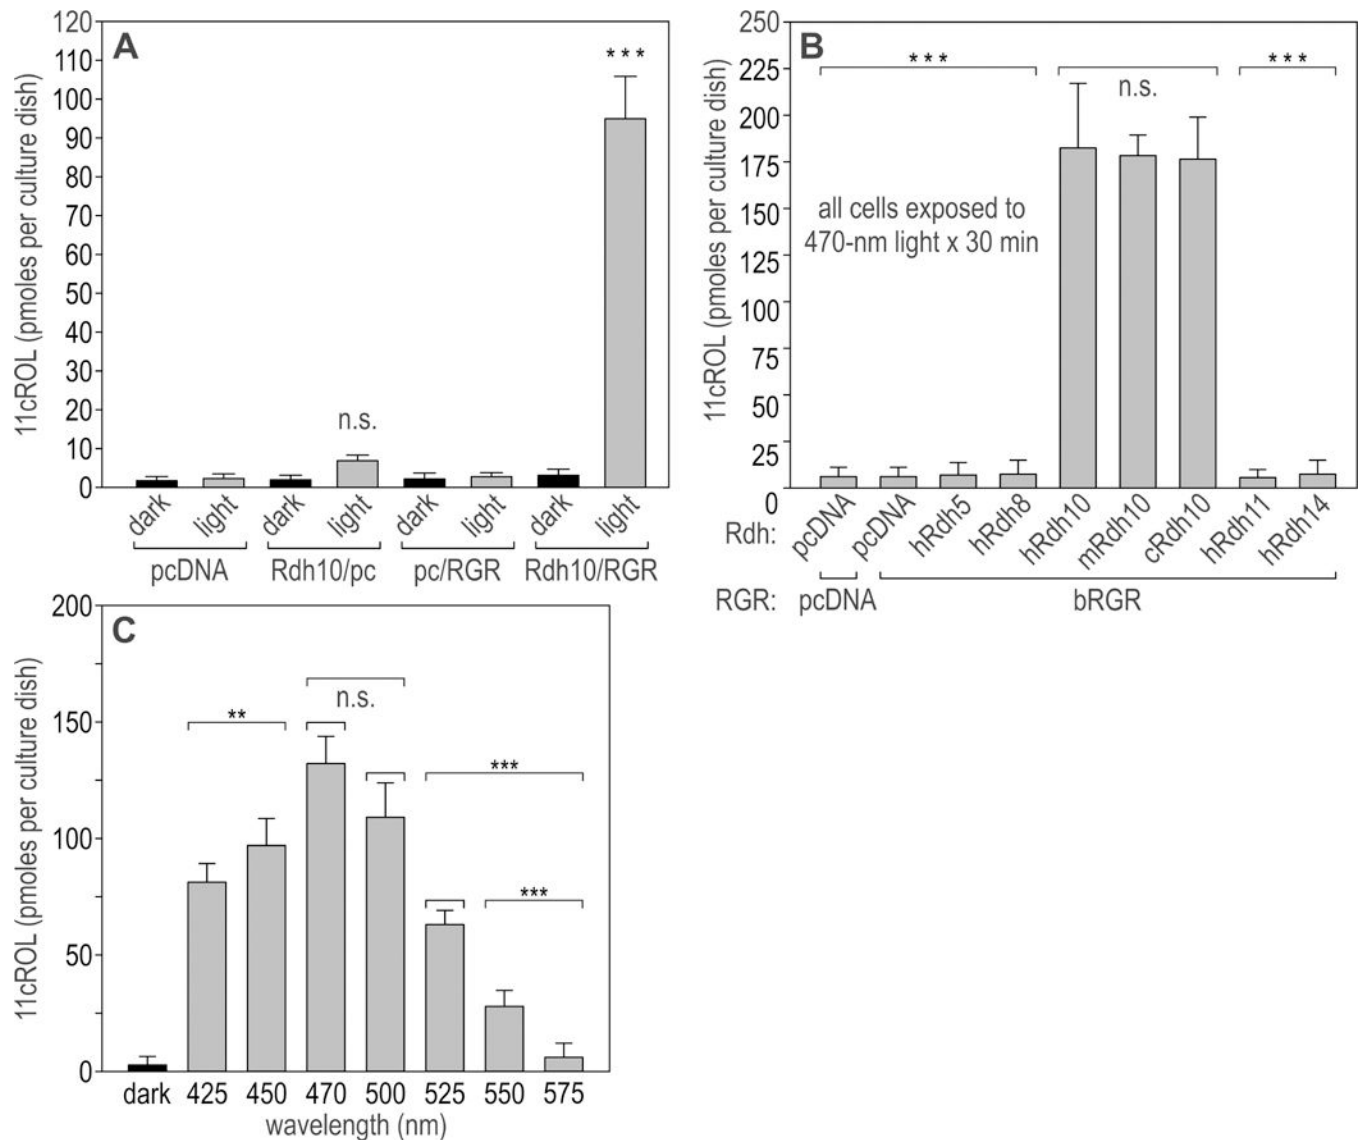 A
11cROL (pmoles per culture dish)
120
110
100
90
80
70
60
50
40
30
20
10
0
***
n.s.
dark light dark light dark light dark light
pcDNA Rdh10/pc pc/RGR Rdh10/RGR
B
11cROL (pmoles per culture dish)
250
225
200
175
150
125
100
75
50
25
0
*** n.s. ***
all cells exposed to
470-nm light x 30 min
Rdh: pcDNA pcDNA hRdh5 hRdh8 hRdh10 mRdh10 cRdh10 hRdh11 hRdh14
RGR: pcDNA bRGR
C
11cROL (pmoles per culture dish)
200
150
100
50
0
n.s.
**
***
***
dark 425 450 470 500 525 550 575
wavelength (nm)